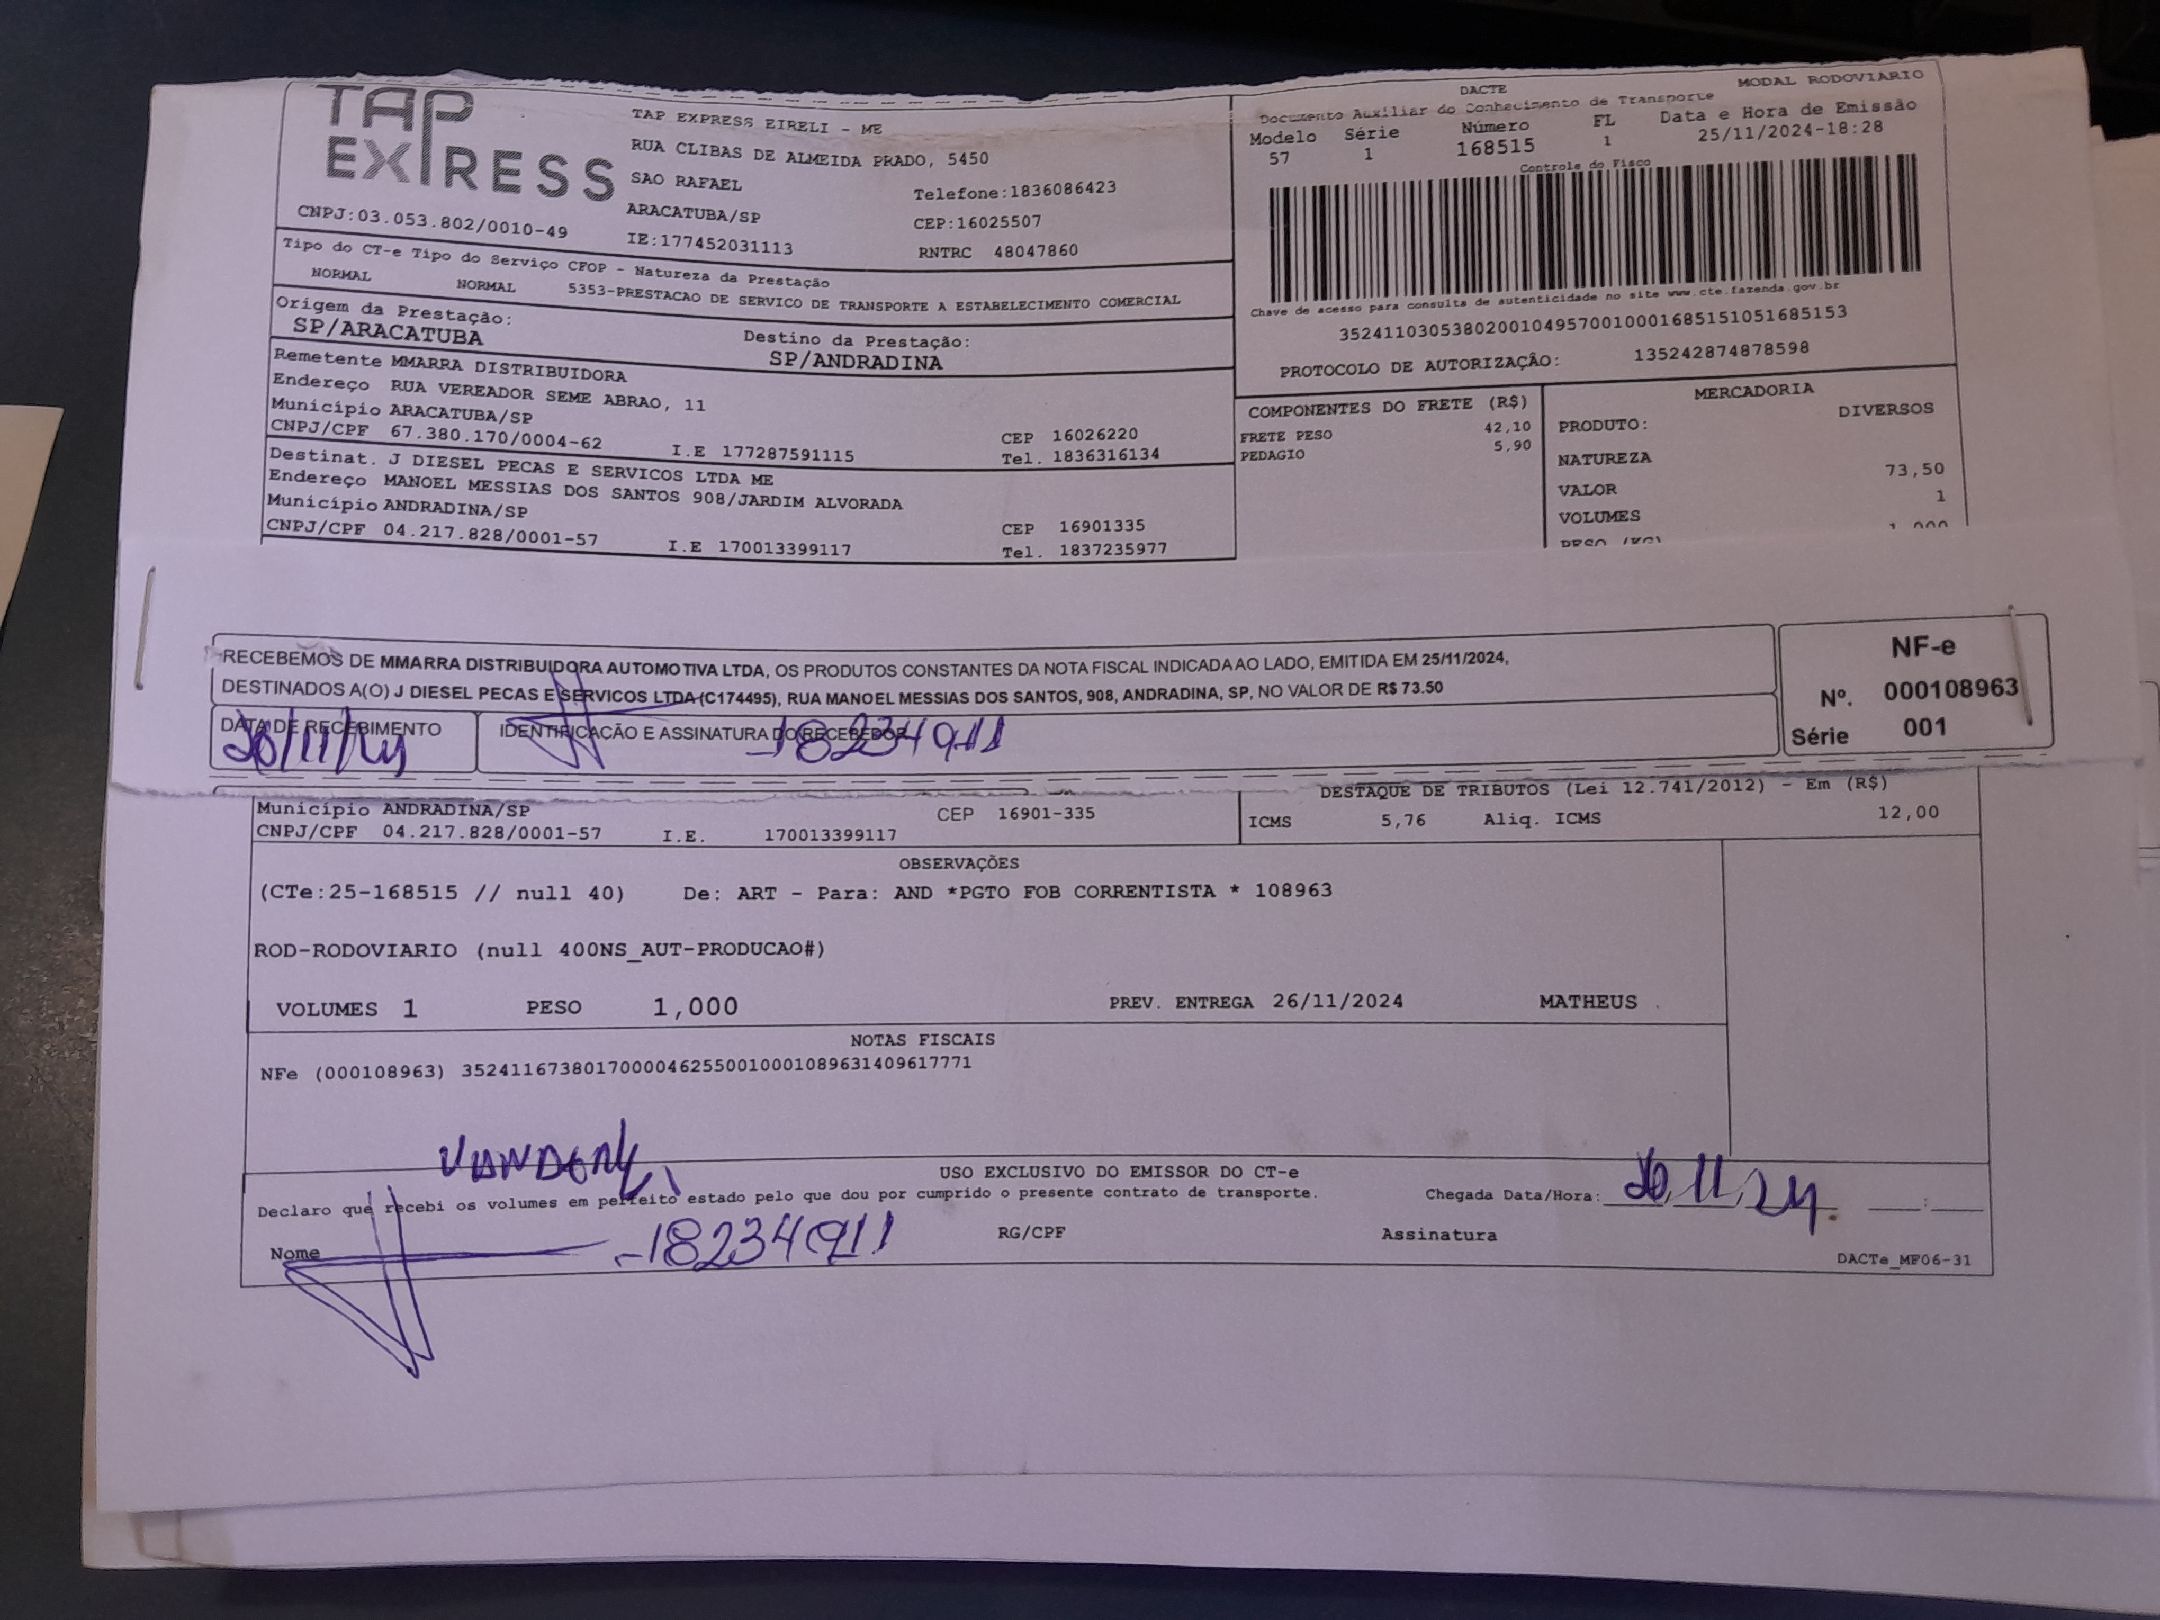 TAP EXPRESS
TAP EXPRESS EIRELI - ME
RUA CLIBAS DE ALMEIDA PRADO, 5450
SAO RAFAEL
Telefone:1836086423
ARACATUBA/SP
CEP:16025507
CNPJ:03.053.802/0010-49
IE:177452031113
RNTRC 48047860
DACTE
MODAL RODOVIARIO
Documento Auxiliar do Conhecimento de Transporte
Modelo Série Número FL Data e Hora de Emissão
57 1 168515 1 25/11/2024-18:28
Controle do Fisco
Chave de acesso para consulta de autenticidade no site www.cte.fazenda.gov.br
35241103053802001049570010001685151051685153
PROTOCOLO DE AUTORIZAÇÃO: 135242874878598
Tipo do CT-e Tipo do Serviço CFOP - Natureza da Prestação
NORMAL NORMAL 5353-PRESTACAO DE SERVICO DE TRANSPORTE A ESTABELECIMENTO COMERCIAL
Origem da Prestação: Destino da Prestação:
SP/ARACATUBA SP/ANDRADINA
Remetente MMARRA DISTRIBUIDORA
Endereço RUA VEREADOR SEME ABRAO, 11
Município ARACATUBA/SP CEP 16026220
CNPJ/CPF 67.380.170/0004-62 I.E 177287591115 Tel. 1836316134
Destinat. J DIESEL PECAS E SERVICOS LTDA ME
Endereço MANOEL MESSIAS DOS SANTOS 908/JARDIM ALVORADA
Município ANDRADINA/SP CEP 16901335
CNPJ/CPF 04.217.828/0001-57 I.E 170013399117 Tel. 1837235977
COMPONENTES DO FRETE (R$)
FRETE PESO 42,10
PEDAGIO 5,90
MERCADORIA
PRODUTO: DIVERSOS
NATUREZA
VALOR 73,50
VOLUMES 1
PESO (KG) 1,000
RECEBEMOS DE MMARRA DISTRIBUIDORA AUTOMOTIVA LTDA, OS PRODUTOS CONSTANTES DA NOTA FISCAL INDICADA AO LADO, EMITIDA EM 25/11/2024,
DESTINADOS A(O) J DIESEL PECAS E SERVICOS LTDA (C174495), RUA MANOEL MESSIAS DOS SANTOS, 908, ANDRADINA, SP, NO VALOR DE R$ 73.50
DATA DE RECEBIMENTO
26/11/24
IDENTIFICAÇÃO E ASSINATURA DO RECEBEDOR
18234911
NF-e
Nº. 000108963
Série 001
Município ANDRADINA/SP CEP 16901-335
CNPJ/CPF 04.217.828/0001-57 I.E. 170013399117
DESTAQUE DE TRIBUTOS (Lei 12.741/2012) - Em (R$)
ICMS 5,76 Aliq. ICMS 12,00
OBSERVAÇÕES
(CTe:25-168515 // null 40) De: ART - Para: AND *PGTO FOB CORRENTISTA * 108963
ROD-RODOVIARIO (null 400NS_AUT-PRODUCAO#)
VOLUMES 1 PESO 1,000 PREV. ENTREGA 26/11/2024 MATHEUS
NOTAS FISCAIS
NFe (000108963) 35241167380170000462550010001089631409617771
USO EXCLUSIVO DO EMISSOR DO CT-e
Declaro que recebi os volumes em perfeito estado pelo que dou por cumprido o presente contrato de transporte.
Chegada Data/Hora: 26/11/24
Nome -18234911 RG/CPF Assinatura
DACTe_MF06-31